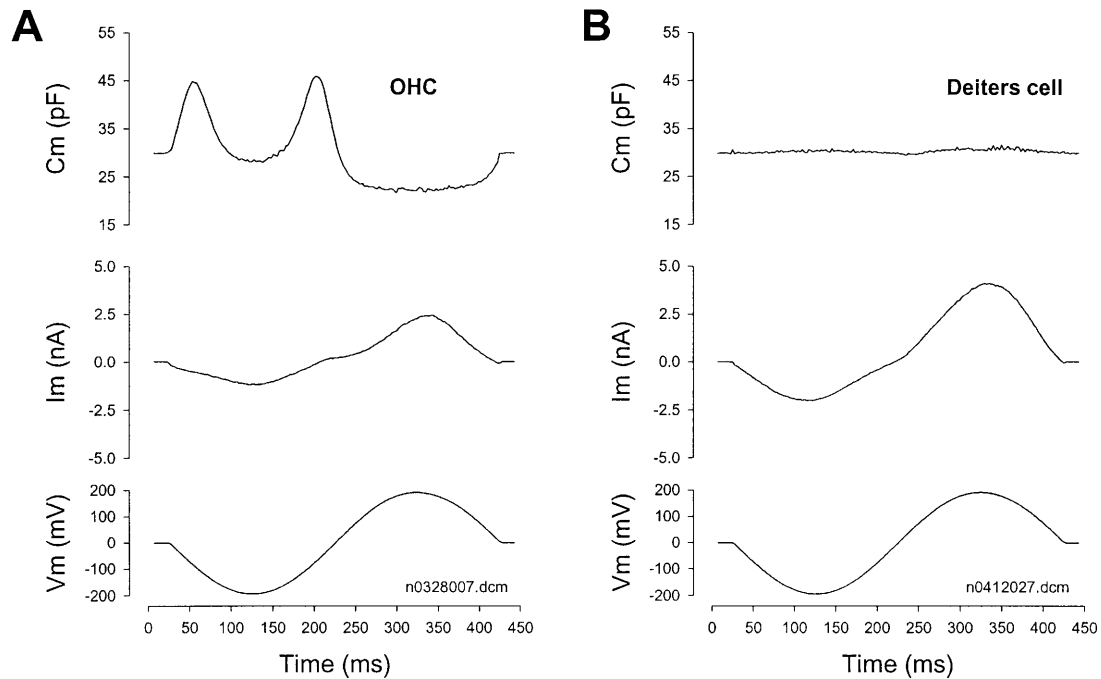 A
B
55
45
35
25
15
Cm (pF)
OHC
5.0
2.5
0.0
-2.5
-5.0
Im (nA)
200
100
0
-100
-200
Vm (mV)
n0328007.dcm
0 50 100 150 200 250 300 350 400 450
Time (ms)
55
45
35
25
15
Cm (pF)
Deiters cell
5.0
2.5
0.0
-2.5
-5.0
Im (nA)
200
100
0
-100
-200
Vm (mV)
n0412027.dcm
0 50 100 150 200 250 300 350 400 450
Time (ms)